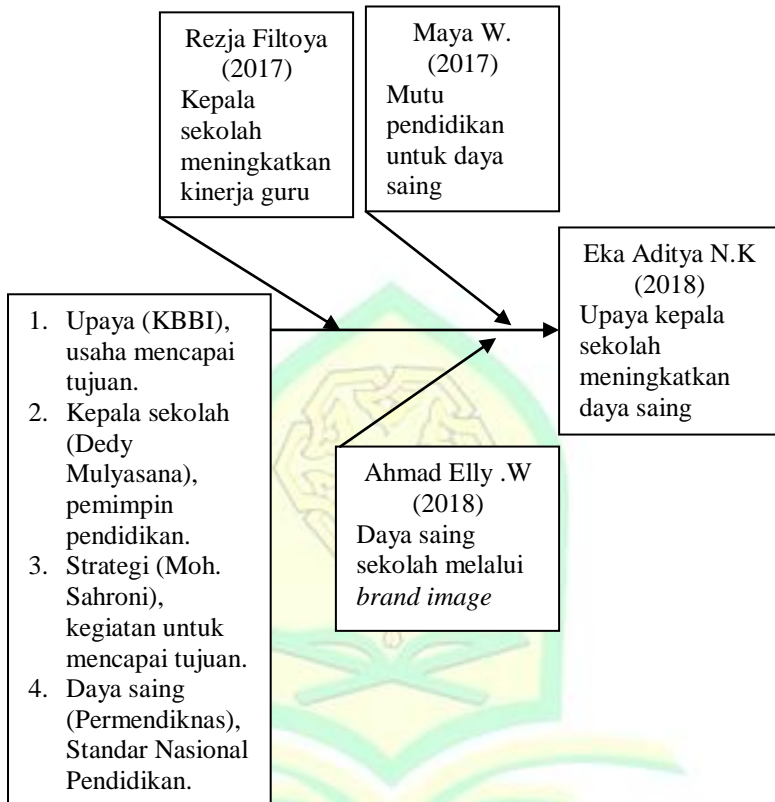 Rezja Filtoya
(2017)
Kepala
sekolah
meningkatkan
kinerja guru
Maya W.
(2017)
Mutu
pendidikan
untuk daya
saing
Eka Aditya N.K
(2018)
Upaya kepala
sekolah
meningkatkan
daya saing
1. Upaya (KBBI),
usaha mencapai
tujuan.
2. Kepala sekolah
(Dedy
Mulyasana),
pemimpin
pendidikan.
3. Strategi (Moh.
Sahroni),
kegiatan untuk
mencapai tujuan.
4. Daya saing
(Permendiknas),
Standar Nasional
Pendidikan.
Ahmad Elly .W
(2018)
Daya saing
sekolah melalui
brand image